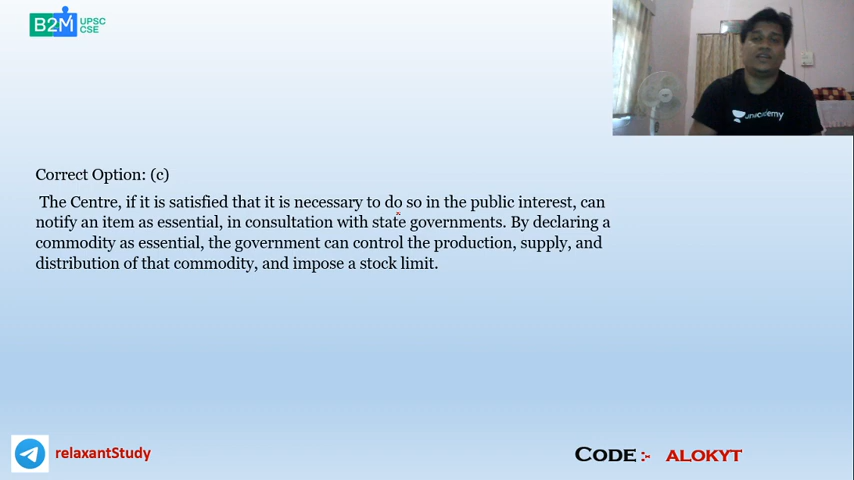 B2M UPSC
CSE
unacademy
Correct Option: (c)
The Centre, if it is satisfied that it is necessary to do so in the public interest, can
notify an item as essential, in consultation with state governments. By declaring a
commodity as essential, the government can control the production, supply, and
distribution of that commodity, and impose a stock limit.
relaxantStudy
CODE :- ALOKYT